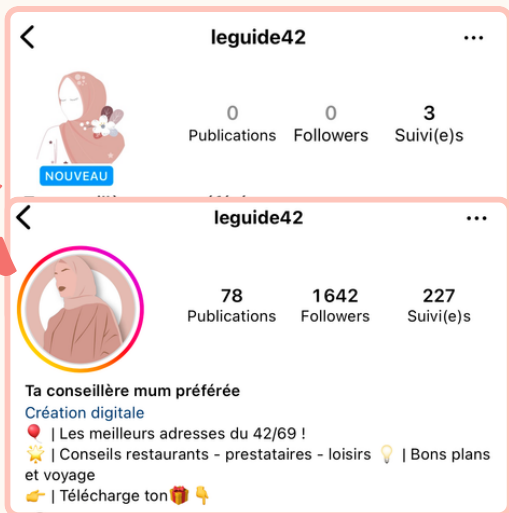 leguide42
0 0 3
Publications Followers Suivi(e)s
NOUVEAU
leguide42
78 1642 227
Publications Followers Suivi(e)s
Ta conseillère mum préférée
Création digitale
🎈 | Les meilleurs adresses du 42/69 !
🌟 | Conseils restaurants - prestataires - loisirs 💡 | Bons plans
et voyage
👉 | Télécharge ton🎁 👇